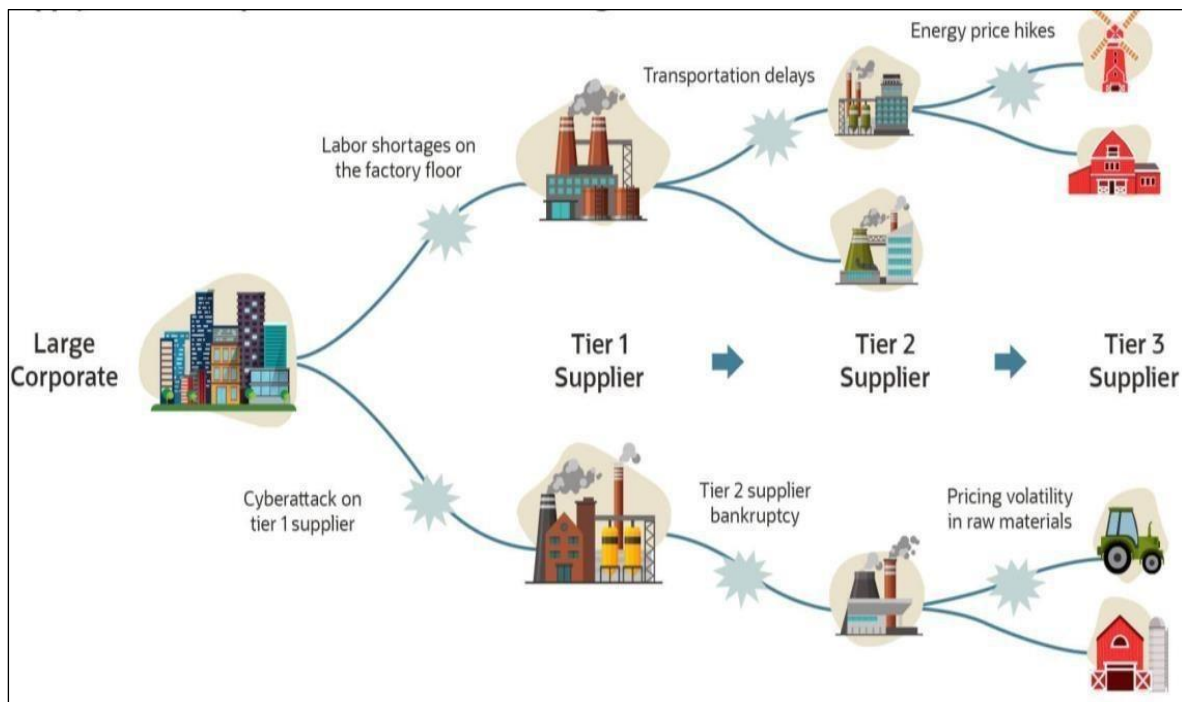 Energy price hikes
Transportation delays
Labor shortages on
the factory floor
Large
Corporate
Tier 1
Supplier
Tier 2
Supplier
Tier 3
Supplier
Cyberattack on
tier 1 supplier
Tier 2 supplier
bankruptcy
Pricing volatility
in raw materials